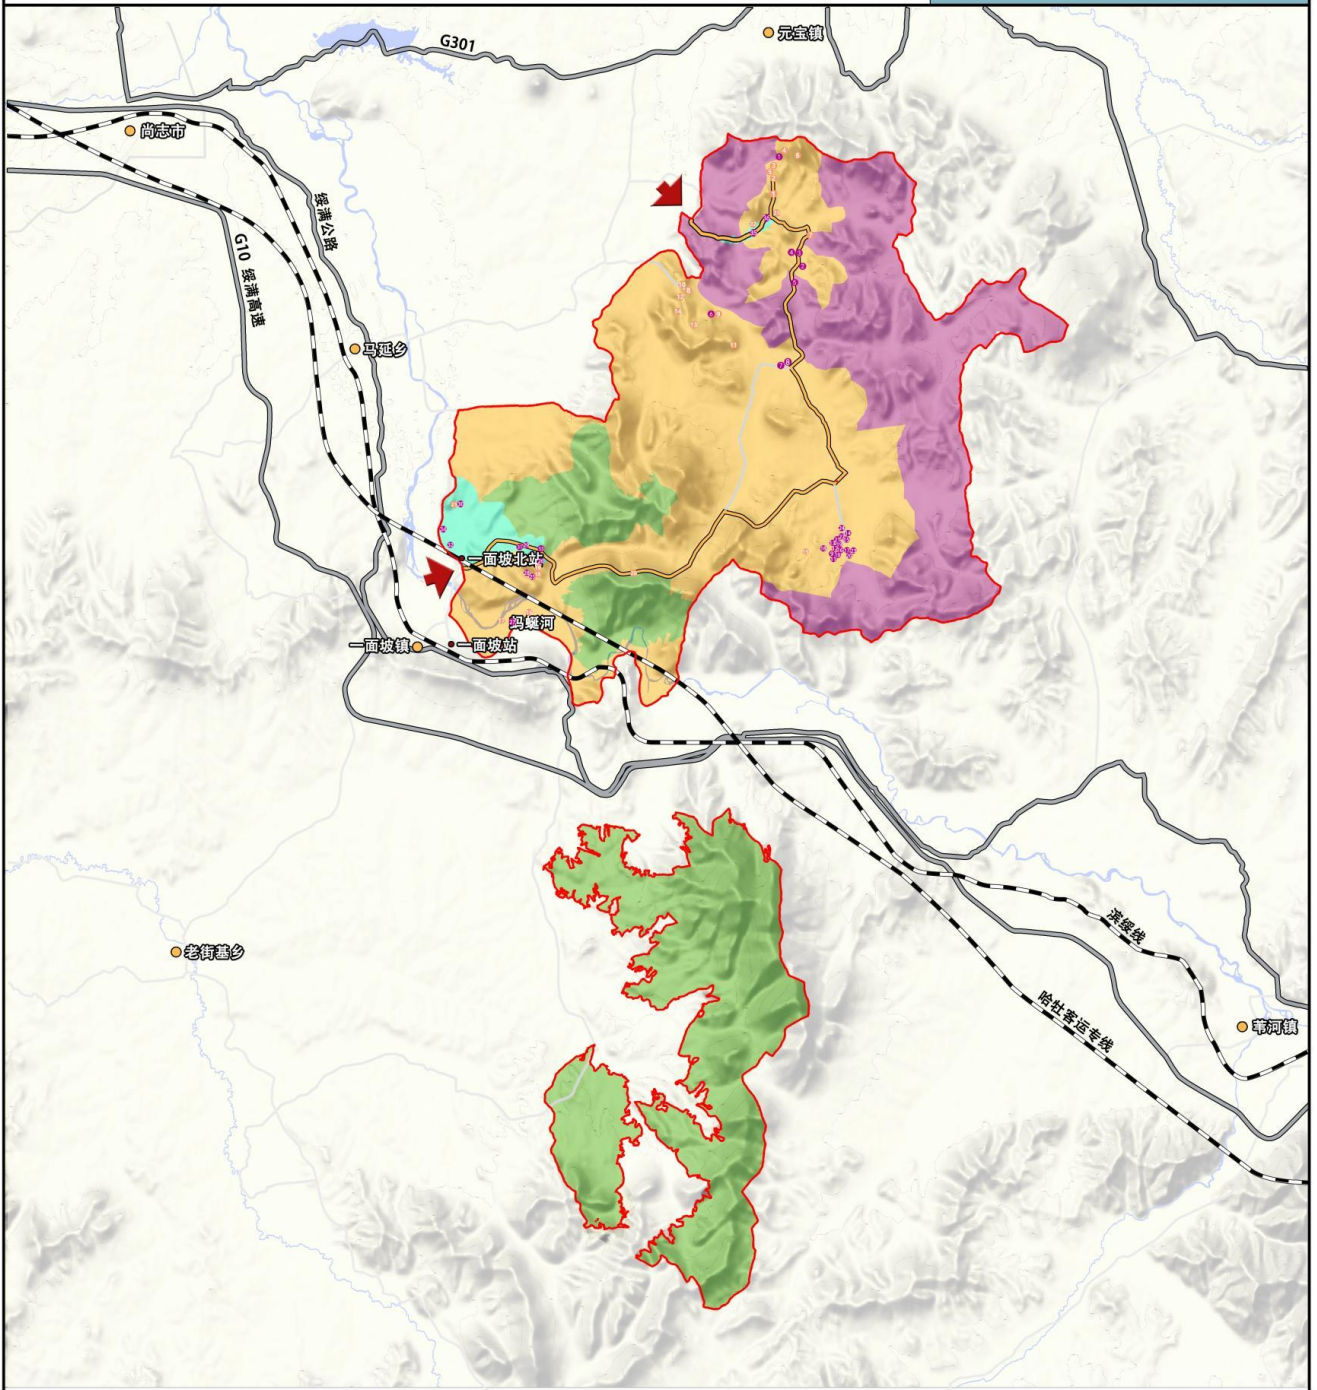 元宝镇
G301
尚志市
绥满公路
G10 绥满高速
马延乡
一面坡北站
蚂蜒河
一面坡镇
一面坡站
老街基乡
滨绥线
哈牡客运专线
苇河镇